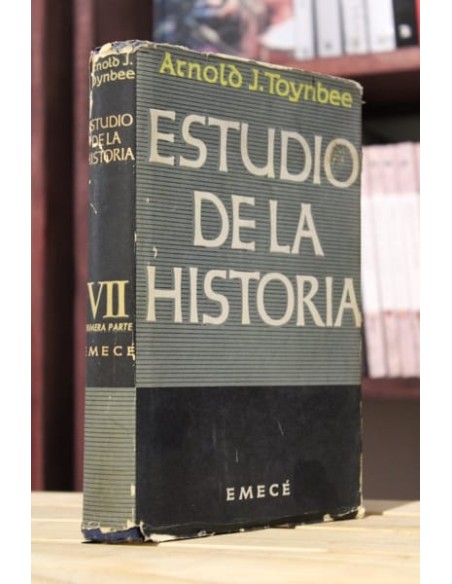 Arnold J.
Toynbee
ESTUDIO
DE LA
HISTORIA
VII
PRIMERA PARTE
EMECÉ
Arnold J. Toynbee
ESTUDIO
DE LA
HISTORIA
EMECÉ